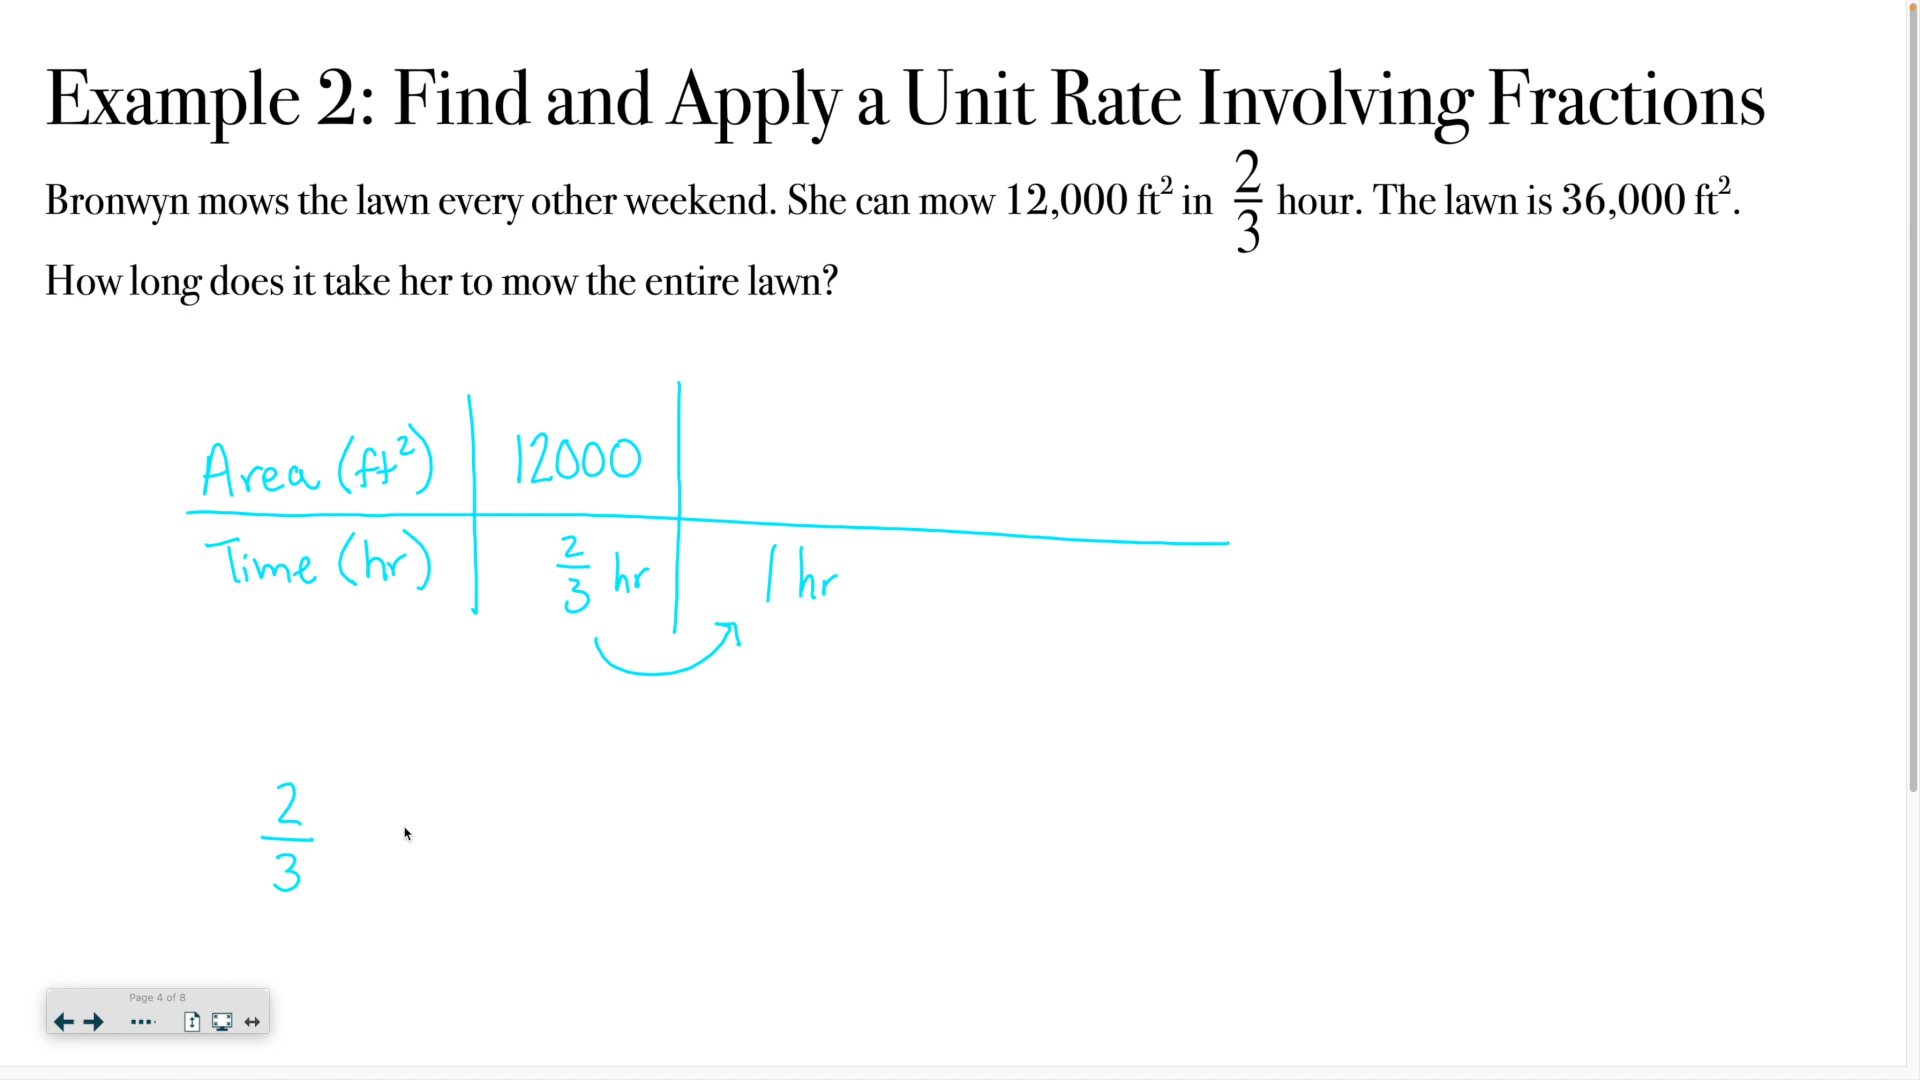 Example 2: Find and Apply a Unit Rate Involving Fractions
Bronwyn mows the lawn every other weekend. She can mow 12,000 ft² in 2/3 hour. The lawn is 36,000 ft².
How long does it take her to mow the entire lawn?
Area (ft²) 12000
Time (hr) 2/3 hr 1 hr
2/3
Page 4 of 8